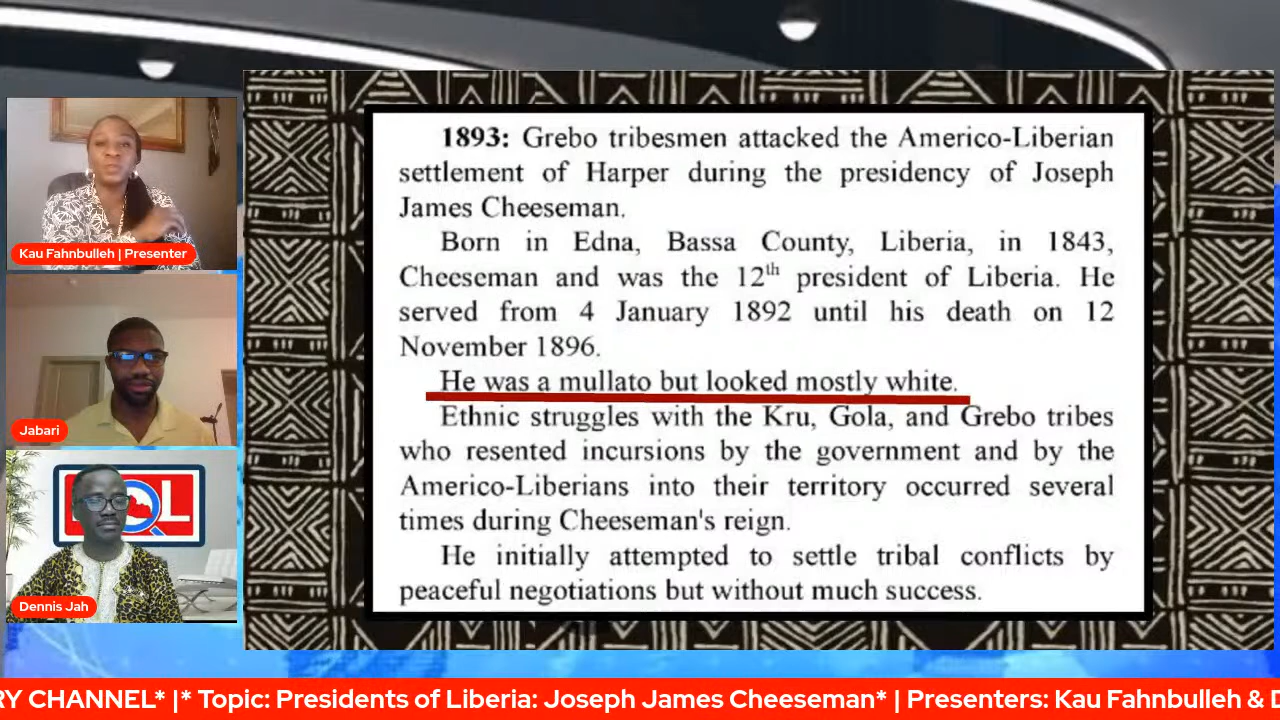 Kau Fahnbulleh | Presenter
Jabari
Dennis Jah
1893: Grebo tribesmen attacked the Americo-Liberian
settlement of Harper during the presidency of Joseph
James Cheeseman.
Born in Edna, Bassa County, Liberia, in 1843,
Cheeseman and was the 12th president of Liberia. He
served from 4 January 1892 until his death on 12
November 1896.
He was a mullato but looked mostly white.
Ethnic struggles with the Kru, Gola, and Grebo tribes
who resented incursions by the government and by the
Americo-Liberians into their territory occurred several
times during Cheeseman's reign.
He initially attempted to settle tribal conflicts by
peaceful negotiations but without much success.
RY CHANNEL* |* Topic: Presidents of Liberia: Joseph James Cheeseman* | Presenters: Kau Fahnbulleh & D